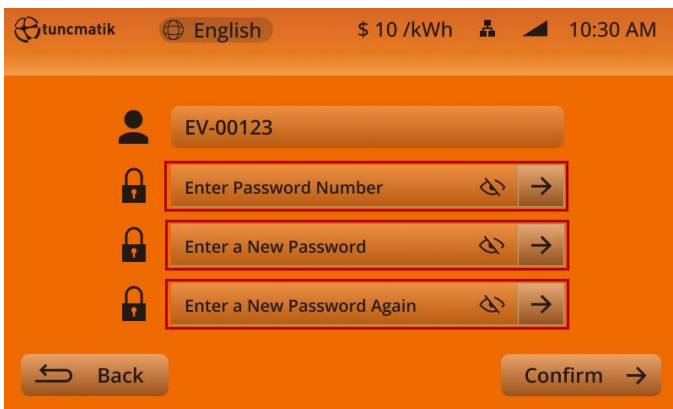 tuncmatik English $ 10 /kWh 10:30 AM
EV-00123
Enter Password Number
Enter a New Password
Enter a New Password Again
Back Confirm